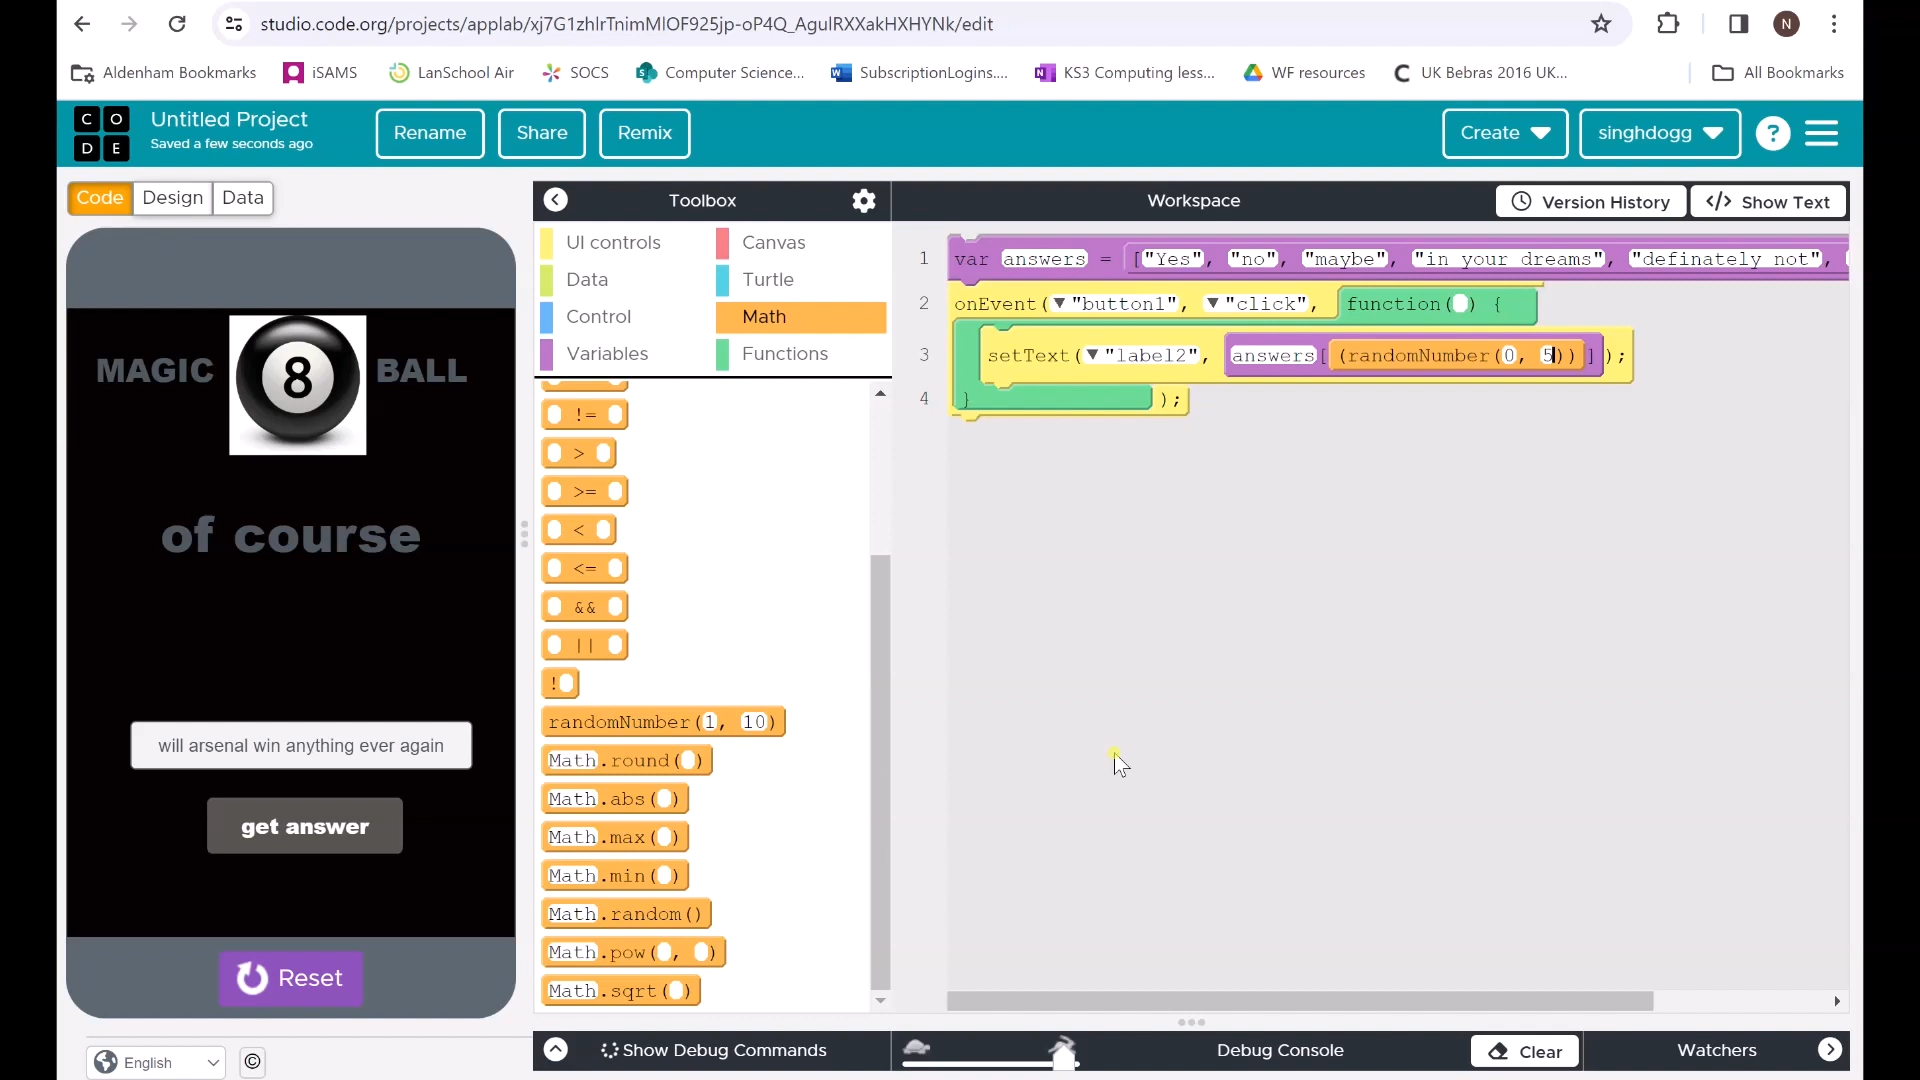 studio.code.org/projects/applab/xj7G1zhlrTnimMlOF925jp-oP4Q_AgulRXXakHXHYNk/edit
N
Aldenham Bookmarks iSAMS LanSchool Air SOCS Computer Science... SubscriptionLogins.... KS3 Computing less... WF resources UK Bebras 2016 UK... All Bookmarks
C O
D E
Untitled Project
Saved a few seconds ago
Rename Share Remix
Create singhdogg ?
Code Design Data
Toolbox
Workspace
Version History
</> Show Text
UI controls Canvas
Data Turtle
Control Math
Variables Functions
!=
>
>=
<
<=
&&
||
!
randomNumber(1, 10)
Math.round( )
Math.abs( )
Math.max( )
Math.min( )
Math.random()
Math.pow( , )
Math.sqrt( )
1 var answers = ["Yes", "no", "maybe", "in your dreams", "definately not",
2 onEvent(▼"button1", ▼"click", function( ) {
3 setText(▼"label2", answers[(randomNumber(0, 5))]);
4 } );
MAGIC 8 BALL
of course
will arsenal win anything ever again
get answer
Reset
English ©
Show Debug Commands
Debug Console
Clear
Watchers